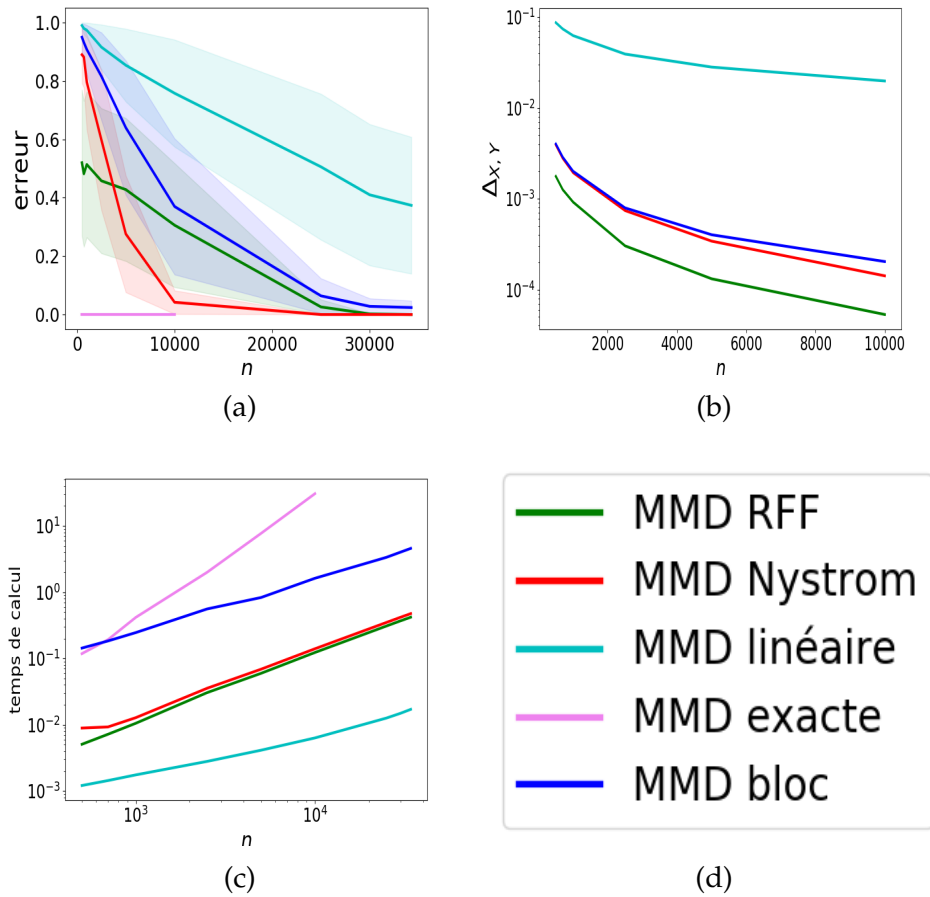 1.0
0.8
0.6
0.4
0.2
0.0
erreur
0
10000
20000
30000
n
(a)
10⁻¹
10⁻²
10⁻³
10⁻⁴
Δ_{X, Y}
2000
4000
6000
8000
10000
n
(b)
10¹
10⁰
10⁻¹
10⁻²
10⁻³
temps de calcul
10³
10⁴
n
(c)
MMD RFF
MMD Nystrom
MMD linéaire
MMD exacte
MMD bloc
(d)